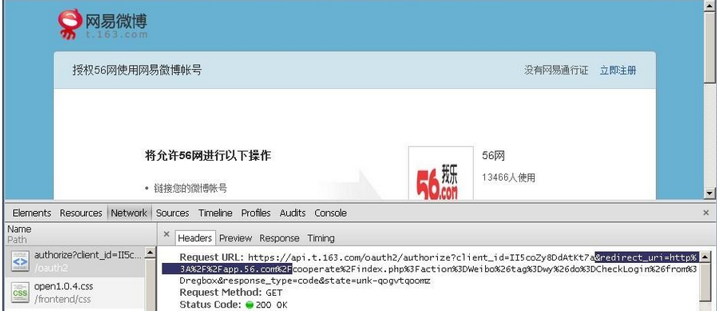 网易微博
t.163.com
授权56网使用网易微博帐号
没有网易通行证 立即注册
将允许56网进行以下操作
• 链接您的微博帐号
56.com
我乐
56网
13466人使用
Elements Resources Network Sources Timeline Profiles Audits Console
Name
Path
× Headers Preview Response Timing
authorize?client_id=II5c...
/oauth2
Request URL: https://api.t.163.com/oauth2/authorize?client_id=II5coZy8DdAtKt7a&redirect_uri=http%
3A%2F%2Fapp.56.com%2Fcooperate%2Findex.php%3Faction%3DWeibo%26tag%3Dwy%26do%3DCheckLogin%26from%3
Dregbox&response_type=code&state=unk-qogvtqoomz
open1.0.4.css
/frontend/css
Request Method: GET
Status Code: 200 OK